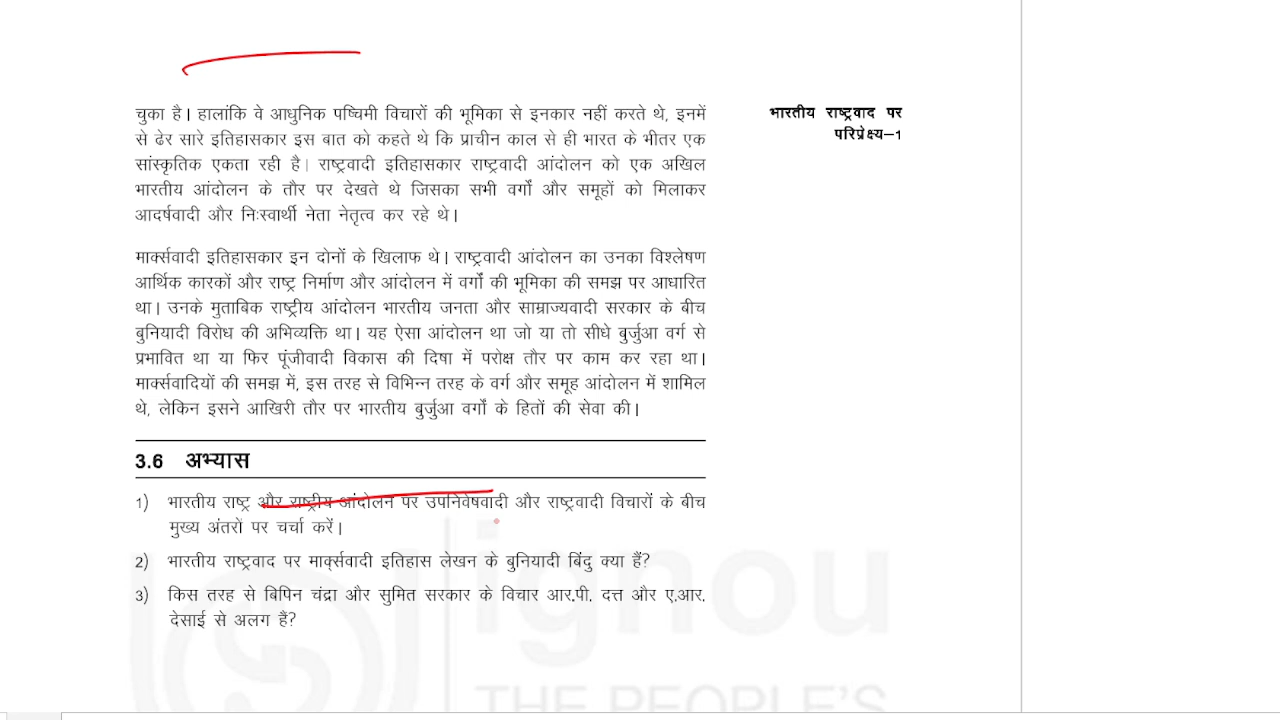 चुका है। हालांकि वे आधुनिक पष्चिमी विचारों की भूमिका से इनकार नहीं करते थे, इनमें
से ढेर सारे इतिहासकार इस बात को कहते थे कि प्राचीन काल से ही भारत के भीतर एक
सांस्कृतिक एकता रही है। राष्ट्रवादी इतिहासकार राष्ट्रवादी आंदोलन को एक अखिल
भारतीय आंदोलन के तौर पर देखते थे जिसका सभी वर्गों और समूहों को मिलाकर
आदर्षवादी और निःस्वार्थी नेता नेतृत्व कर रहे थे।
भारतीय राष्ट्रवाद पर
परिप्रेक्ष्य–1
मार्क्सवादी इतिहासकार इन दोनों के खिलाफ थे। राष्ट्रवादी आंदोलन का उनका विश्लेषण
आर्थिक कारकों और राष्ट्र निर्माण और आंदोलन में वर्गों की भूमिका की समझ पर आधारित
था। उनके मुताबिक राष्ट्रीय आंदोलन भारतीय जनता और साम्राज्यवादी सरकार के बीच
बुनियादी विरोध की अभिव्यक्ति था। यह ऐसा आंदोलन था जो या तो सीधे बुर्जुआ वर्ग से
प्रभावित था या फिर पूंजीवादी विकास की दिषा में परोक्ष तौर पर काम कर रहा था।
मार्क्सवादियों की समझ में, इस तरह से विभिन्न तरह के वर्ग और समूह आंदोलन में शामिल
थे, लेकिन इसने आखिरी तौर पर भारतीय बुर्जुआ वर्गों के हितों की सेवा की।
3.6 अभ्यास
1) भारतीय राष्ट्र और राष्ट्रीय आंदोलन पर उपनिवेषवादी और राष्ट्रवादी विचारों के बीच
मुख्य अंतरों पर चर्चा करें।
2) भारतीय राष्ट्रवाद पर मार्क्सवादी इतिहास लेखन के बुनियादी बिंदु क्या हैं?
3) किस तरह से बिपिन चंद्रा और सुमित सरकार के विचार आर.पी. दत्त और ए.आर.
देसाई से अलग हैं?
ignou
THE PEOPLE'S